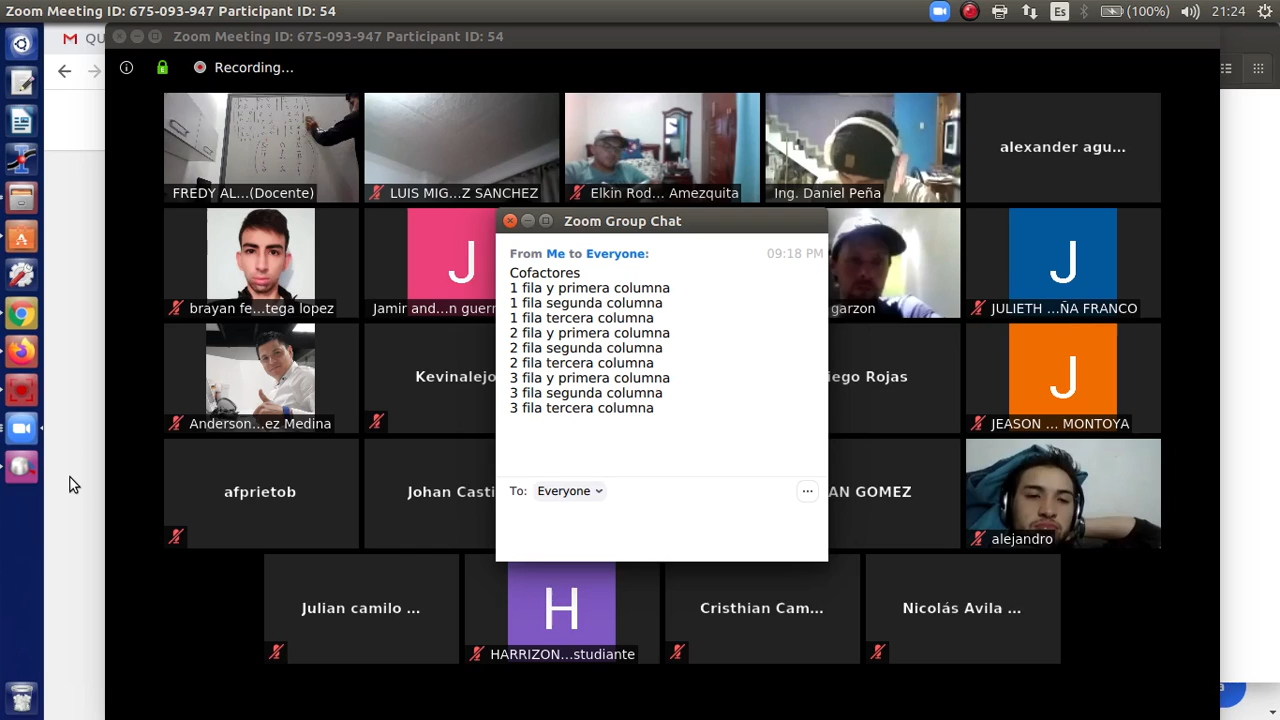 Zoom Meeting ID: 675-093-947 Participant ID: 54
Es
(100%)
21:24
QU
Zoom Meeting ID: 675-093-947 Participant ID: 54
Recording...
FREDY AL...(Docente)
LUIS MIG...Z SANCHEZ
Elkin Rod... Amezquita
Ing. Daniel Peña
alexander agu...
brayan fe...tega lopez
J
Jamir and...n guerr
garzon
J
JULIETH ...ÑA FRANCO
Anderson...ez Medina
Kevinalejo
iego Rojas
J
JEASON ... MONTOYA
afprietob
Johan Casti
AN GOMEZ
alejandro
Julian camilo ...
H
HARRIZON...studiante
Cristhian Cam...
Nicolás Avila ...
Zoom Group Chat
From Me to Everyone:
09:18 PM
Cofactores
1 fila y primera columna
1 fila segunda columna
1 fila tercera columna
2 fila y primera columna
2 fila segunda columna
2 fila tercera columna
3 fila y primera columna
3 fila segunda columna
3 fila tercera columna
To: Everyone